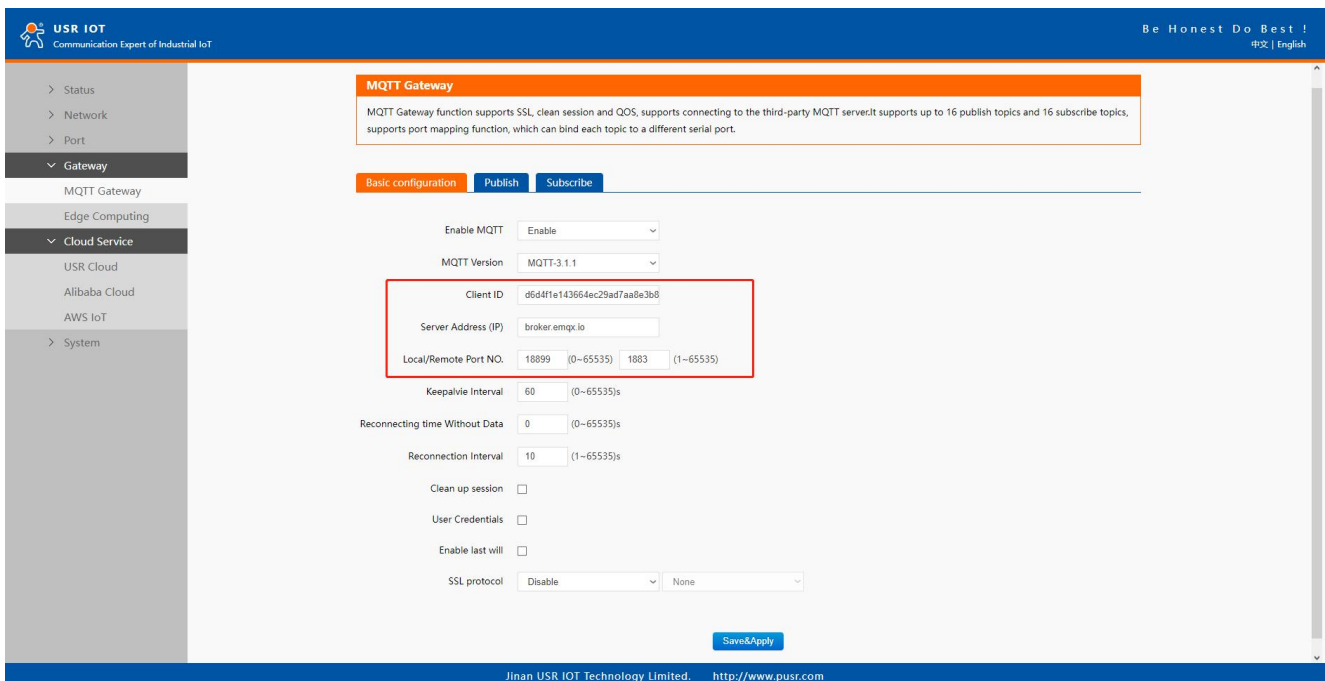 USR IOT
Communication Expert of Industrial IoT
Be Honest Do Best !
中文 | English
Status
Network
Port
Gateway
MQTT Gateway
Edge Computing
Cloud Service
USR Cloud
Alibaba Cloud
AWS IoT
System
MQTT Gateway
MQTT Gateway function supports SSL, clean session and QOS, supports connecting to the third-party MQTT server.It supports up to 16 publish topics and 16 subscribe topics,
supports port mapping function, which can bind each topic to a different serial port.
Basic configuration Publish Subscribe
Enable MQTT Enable
MQTT Version MQTT-3.1.1
Client ID d6d4f1e143664ec29ad7aa8e3b8
Server Address (IP) broker.emqx.io
Local/Remote Port NO. 18899 (0~65535) 1883 (1~65535)
Keepalvie Interval 60 (0~65535)s
Reconnecting time Without Data 0 (0~65535)s
Reconnection Interval 10 (1~65535)s
Clean up session
User Credentials
Enable last will
SSL protocol Disable None
Save&Apply
Jinan USR IOT Technology Limited. http://www.pusr.com